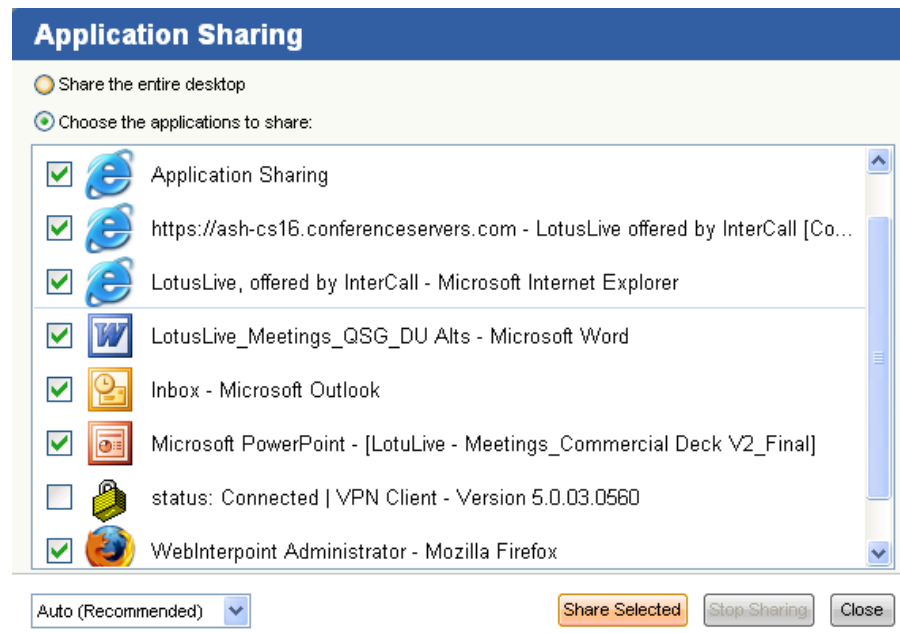 Application Sharing
Share the entire desktop
Choose the applications to share:
Application Sharing
https://ash-cs16.conferenceservers.com - LotusLive offered by InterCall [Co...
LotusLive, offered by InterCall - Microsoft Internet Explorer
LotusLive_Meetings_QSG_DU Alts - Microsoft Word
Inbox - Microsoft Outlook
Microsoft PowerPoint - [LotuLive - Meetings_Commercial Deck V2_Final]
status: Connected | VPN Client - Version 5.0.03.0560
WebInterpoint Administrator - Mozilla Firefox
Auto (Recommended) Share Selected Stop Sharing Close